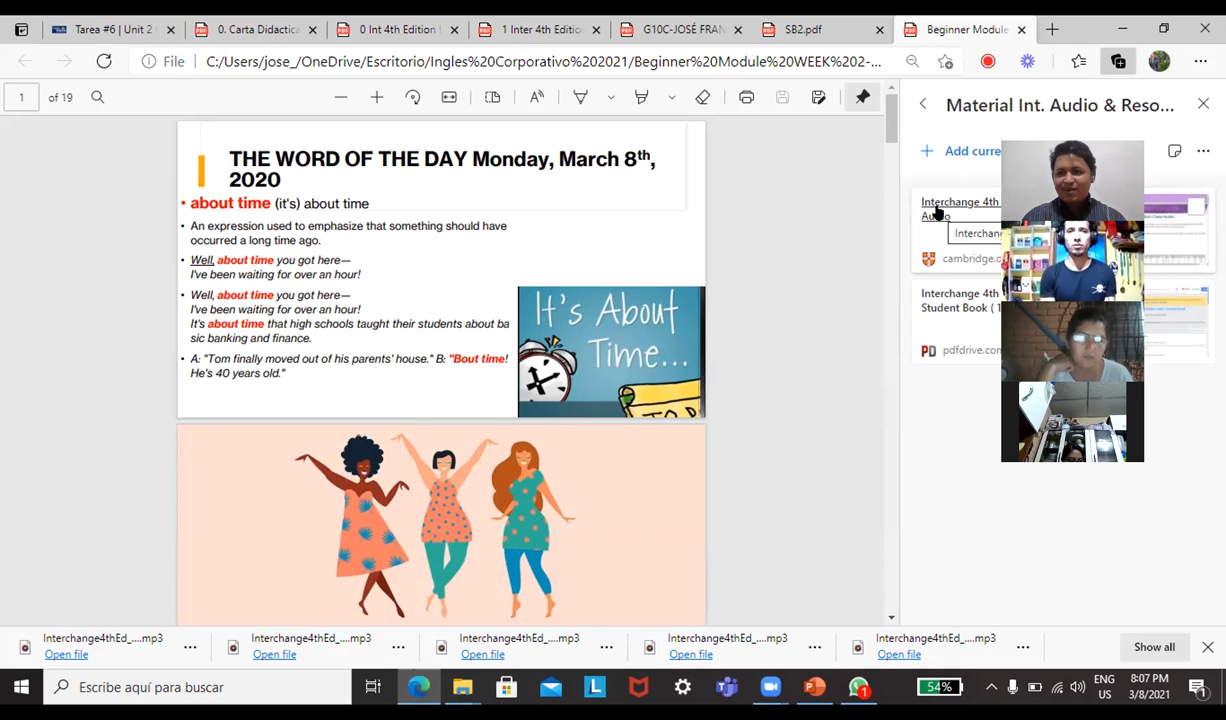 Tarea #6 | Unit 2
0. Carta Didactica
0 Int 4th Edition
1 Inter 4th Editio
G10C-JOSÉ FRAN
SB2.pdf
Beginner Module
File
C:/Users/jose_/OneDrive/Escritorio/Ingles%20Corporativo%202021/Beginner%20Module%20WEEK%202-...
1
of 19
Material Int. Audio & Reso...
Add curre
THE WORD OF THE DAY Monday, March 8th,
2020
• about time (it's) about time
An expression used to emphasize that something should have
occurred a long time ago.
• Well, about time you got here—
I've been waiting for over an hour!
• Well, about time you got here—
I've been waiting for over an hour!
It's about time that high schools taught their students about ba
sic banking and finance.
• A: "Tom finally moved out of his parents' house." B: "Bout time!
He's 40 years old."
It's About
Time...
TO D
Interchange 4th
Audio
Interchang
cambridge.o
Interchange 4th
Student Book ( 1
PD pdfdrive.com
Interchange4thEd_....mp3
Open file
Interchange4thEd_....mp3
Open file
Interchange4thEd_....mp3
Open file
Interchange4thEd_....mp3
Open file
Interchange4thEd_....mp3
Open file
Show all
Escribe aquí para buscar
L
1
54%
ENG
US
8:07 PM
3/8/2021
1